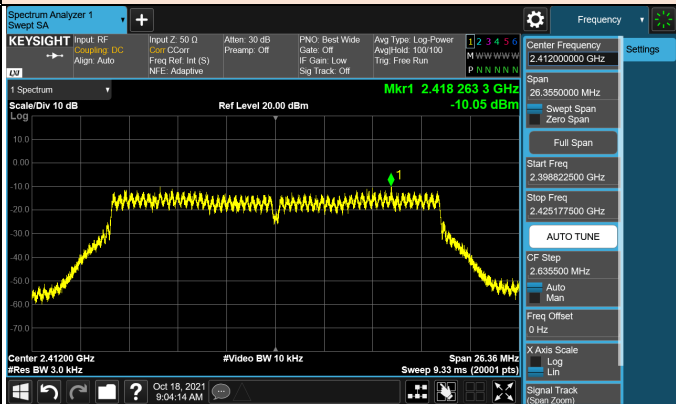 Spectrum Analyzer 1
Swept SA
+
Frequency
KEYSIGHT
Input: RF
Coupling: DC
Align: Auto
Input Z: 50 Ω
Corr CCorr
Freq Ref: Int (S)
NFE: Adaptive
Atten: 30 dB
Preamp: Off
PNO: Best Wide
Gate: Off
IF Gain: Low
Sig Track: Off
Avg Type: Log-Power
Avg|Hold: 100/100
Trig: Free Run
1 2 3 4 5 6
M W W W W W
P N N N N N
LXI
1 Spectrum
Scale/Div 10 dB
Log
Ref Level 20.00 dBm
Mkr1 2.418 263 3 GHz
-10.05 dBm
10.0
0.00
-10.0
-20.0
-30.0
-40.0
-50.0
-60.0
-70.0
1
Center 2.41200 GHz
#Res BW 3.0 kHz
#Video BW 10 kHz
Span 26.36 MHz
Sweep 9.33 ms (20001 pts)
Center Frequency
2.412000000 GHz
Settings
Span
26.3550000 MHz
Swept Span
Zero Span
Full Span
Start Freq
2.398822500 GHz
Stop Freq
2.425177500 GHz
AUTO TUNE
CF Step
2.635500 MHz
Auto
Man
Freq Offset
0 Hz
X Axis Scale
Log
Lin
Signal Track
(Span Zoom)
?
Oct 18, 2021
9:04:14 AM